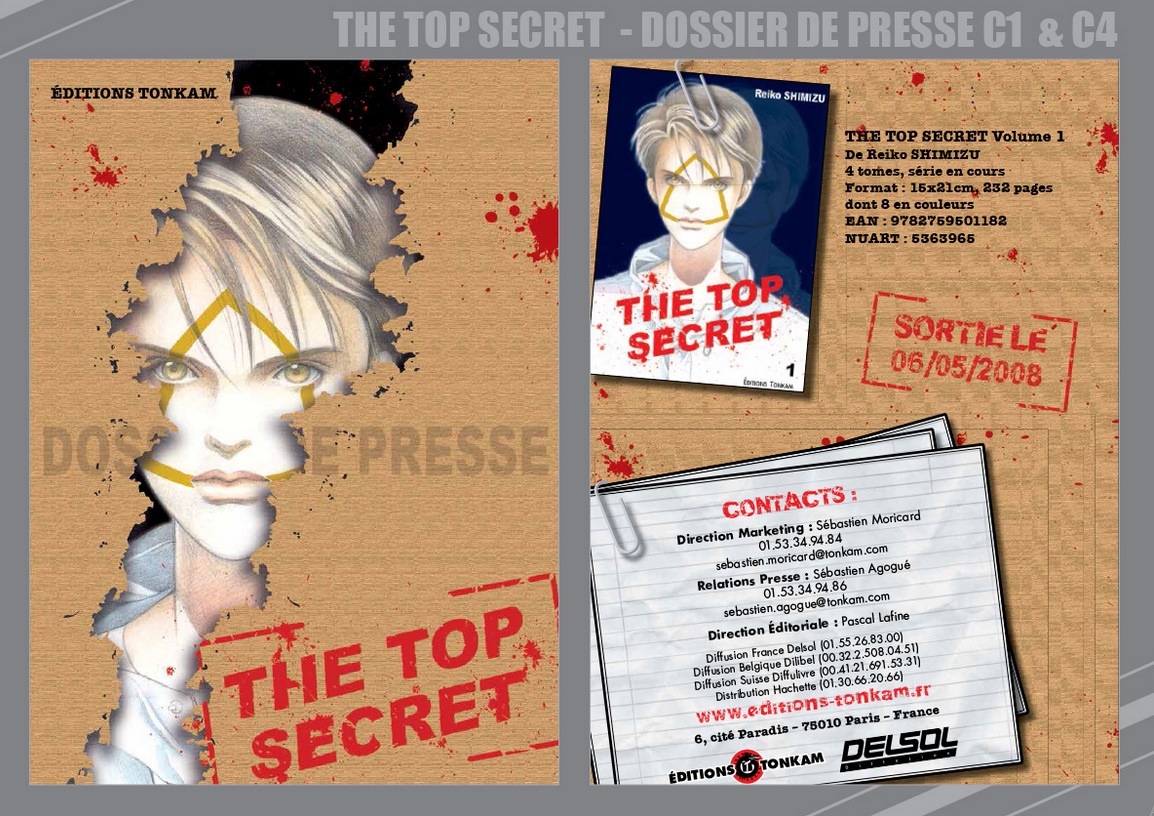 THE TOP SECRET - DOSSIER DE PRESSE C1 & C4
ÉDITIONS TONKAM
DOSSIER DE PRESSE
THE TOP
SECRET
Reiko SHIMIZU
THE TOP
SECRET
1
ÉDITIONS TONKAM
THE TOP SECRET Volume 1
De Reiko SHIMIZU
4 tomes, série en cours
Format : 15x21cm, 232 pages
dont 8 en couleurs
EAN : 9782759501182
NUART : 5363965
SORTIE LE
06/05/2008
CONTACTS :
Direction Marketing : Sébastien Moricard
01.53.34.94.84
sebastien.moricard@tonkam.com
Relations Presse : Sébastien Agogué
01.53.34.94.86
sebastien.agogue@tonkam.com
Direction Éditoriale : Pascal Lafine
Diffusion France Delsol (01.55.26.83.00)
Diffusion Belgique Dilibel (00.32.2.508.04.51)
Diffusion Suisse Diffulivre (00.41.21.691.53.31)
Distribution Hachette (01.30.66.20.66)
www.editions-tonkam.fr
6, cité Paradis - 75010 Paris - France
ÉDITIONS TONKAM
DELSOL